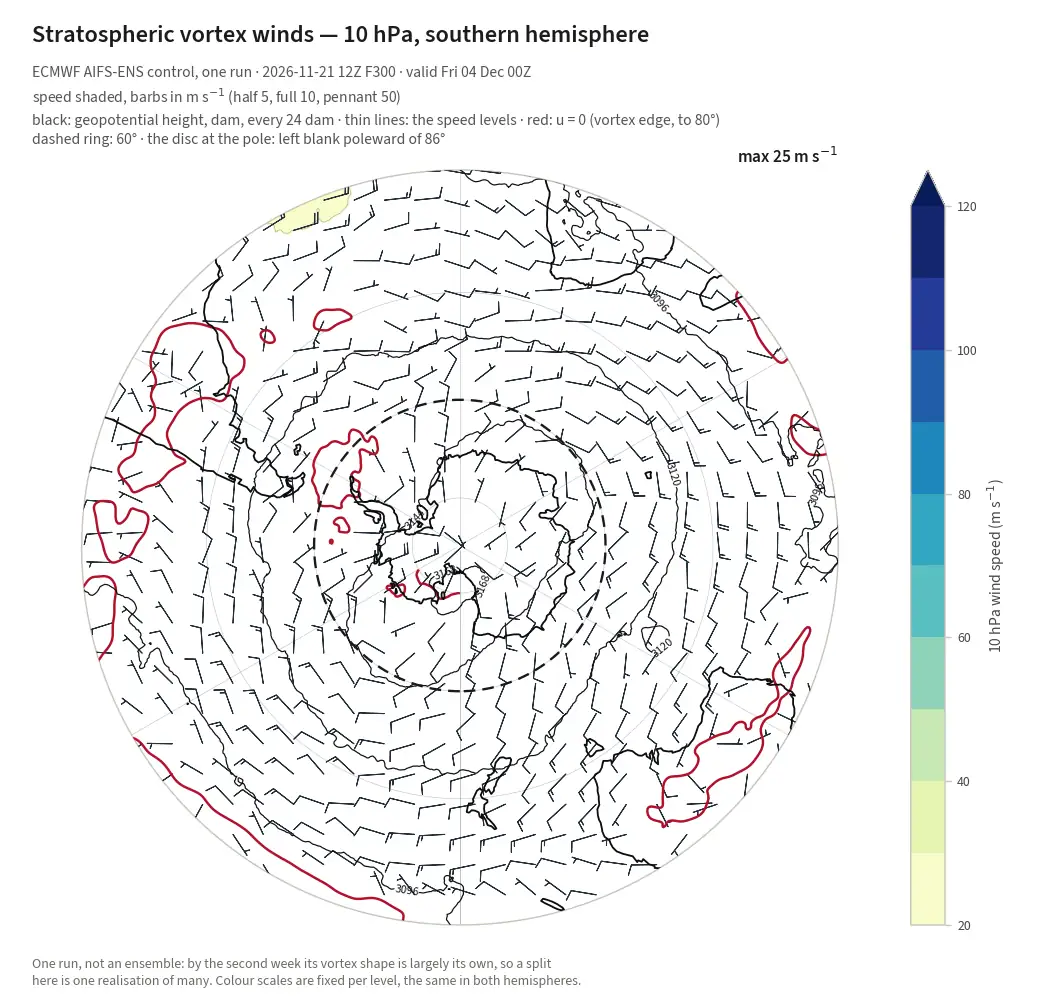 Stratospheric vortex winds — 10 hPa, southern hemisphere
ECMWF AIFS-ENS control, one run · 2026-11-21 12Z F300 · valid Fri 04 Dec 00Z
speed shaded, barbs in m s⁻¹ (half 5, full 10, pennant 50)
black: geopotential height, dam, every 24 dam · thin lines: the speed levels · red: u = 0 (vortex edge, to 80°)
dashed ring: 60° · the disc at the pole: left blank poleward of 86°
max 25 m s⁻¹
120
100
80
60
40
20
10 hPa wind speed (m s⁻¹)
3096
3120
3096
3144
3168
3168
3120
3096
One run, not an ensemble: by the second week its vortex shape is largely its own, so a split
here is one realisation of many. Colour scales are fixed per level, the same in both hemispheres.